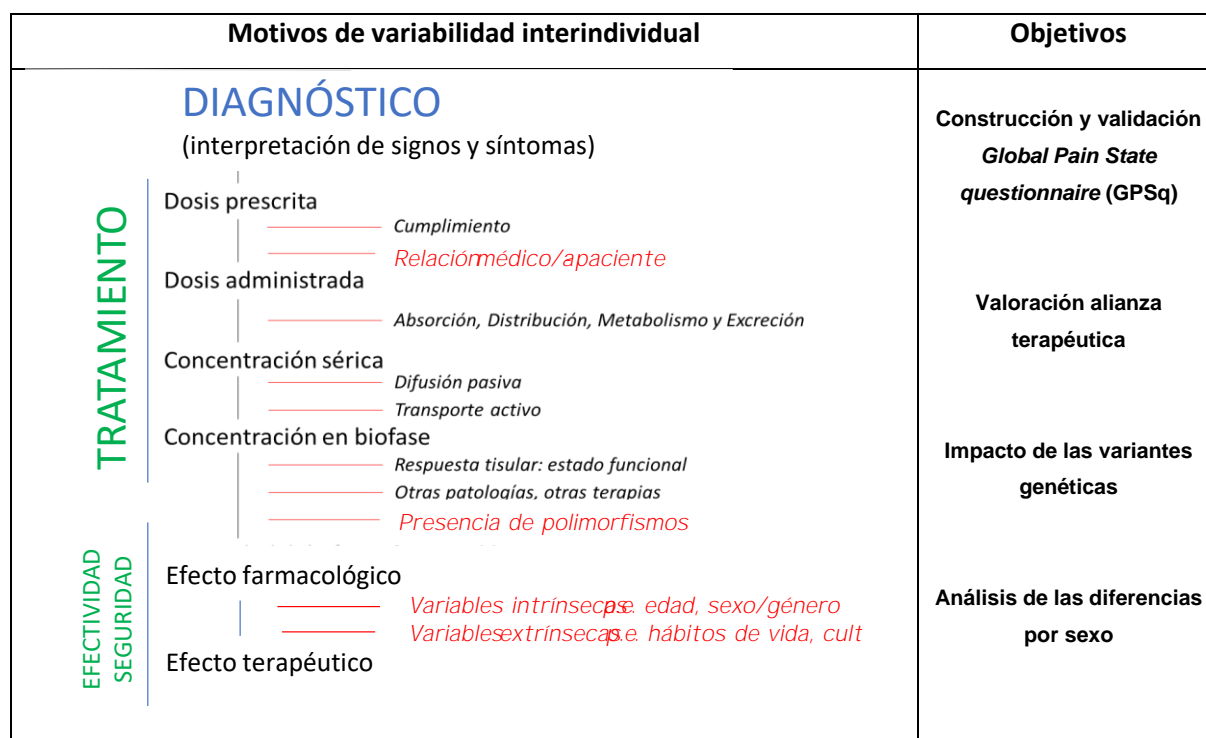 Motivos de variabilidad interindividual
Objetivos
DIAGNÓSTICO
(interpretación de signos y síntomas)
TRATAMIENTO
Dosis prescrita
Cumplimiento
Relaciónmédico/apaciente
Dosis administrada
Absorción, Distribución, Metabolismo y Excreción
Concentración sérica
Difusión pasiva
Transporte activo
Concentración en biofase
Respuesta tisular: estado funcional
Otras patologías, otras terapias
Presencia de polimorfismos
EFECTIVIDAD
SEGURIDAD
Efecto farmacológico
Variables intrínsecas p.e. edad, sexo/género
Variables extrínsecas p.e. hábitos de vida, cult
Efecto terapéutico
Construcción y validación
Global Pain State
questionnaire (GPSq)
Valoración alianza
terapéutica
Impacto de las variantes
genéticas
Análisis de las diferencias
por sexo